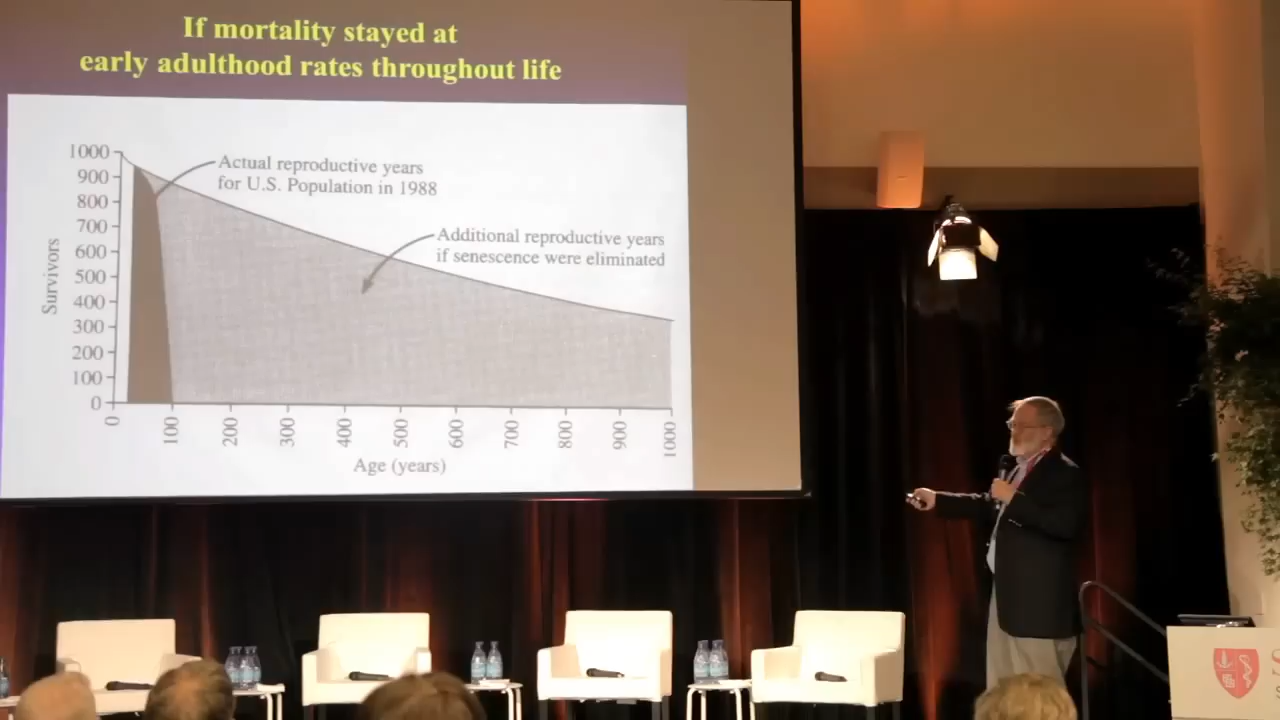 If mortality stayed at
early adulthood rates throughout life
1000
900
800
700
600
500
400
300
200
100
0
Survivors
Actual reproductive years
for U.S. Population in 1988
Additional reproductive years
if senescence were eliminated
0
100
200
300
400
500
600
700
800
900
1000
Age (years)
S